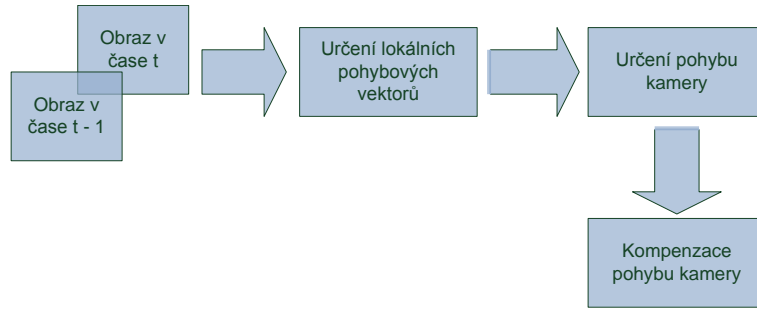 Obraz v
čase t
Obraz v
čase t - 1
Určení lokálních
pohybových
vektorů
Určení pohybu
kamery
Kompenzace
pohybu kamery